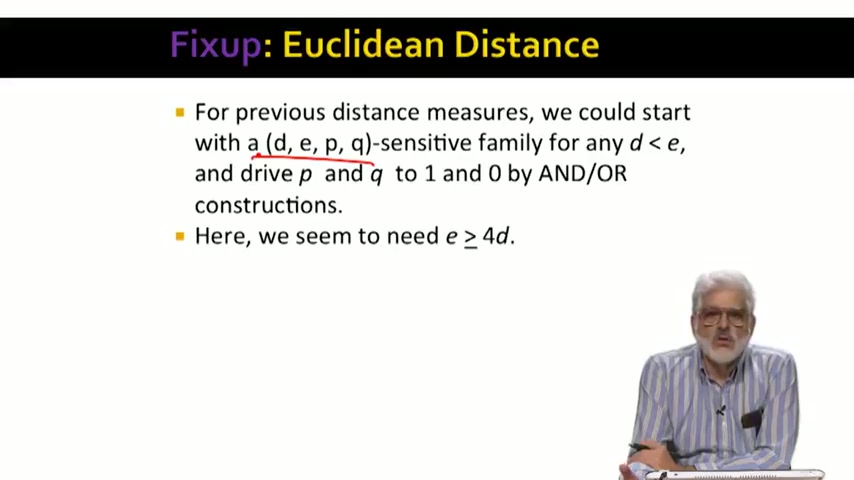 Fixup: Euclidean Distance
For previous distance measures, we could start
with a (d, e, p, q)-sensitive family for any d < e,
and drive p and q to 1 and 0 by AND/OR
constructions.
Here, we seem to need e ≥ 4d.